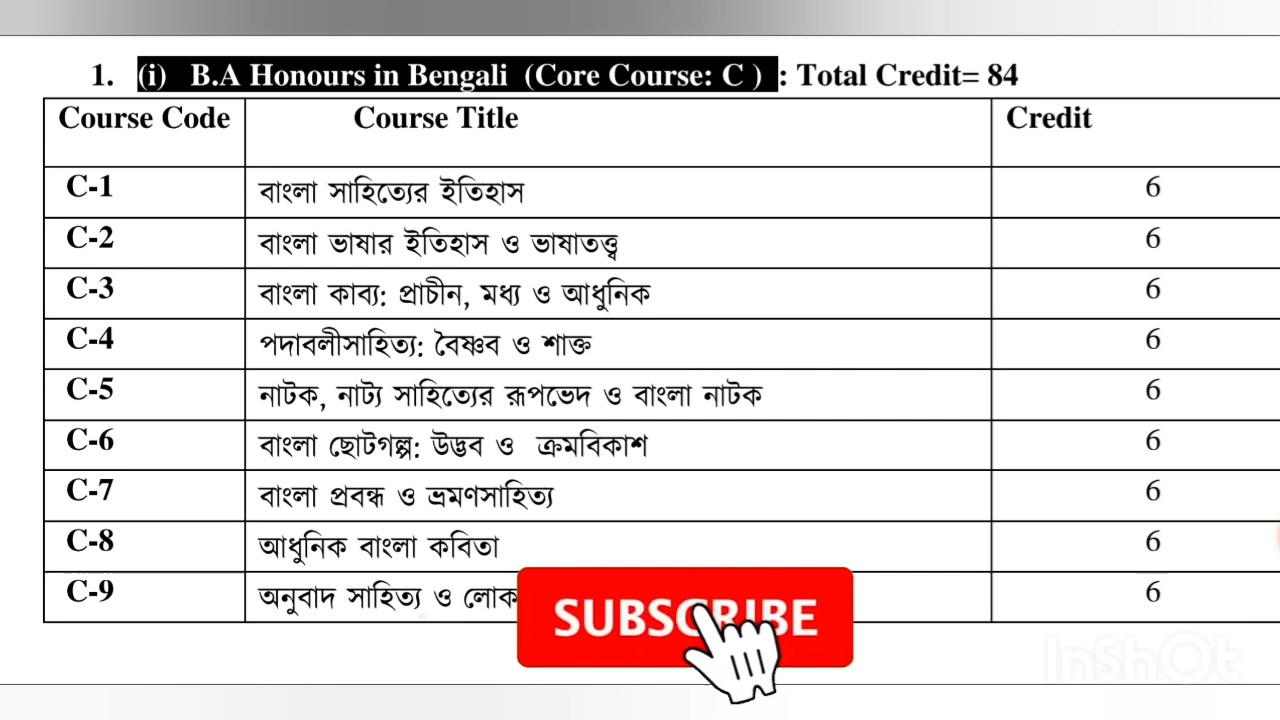 1. (i) B.A Honours in Bengali (Core Course: C ) : Total Credit= 84
Course Code Course Title Credit
C-1 বাংলা সাহিত্যের ইতিহাস 6
C-2 বাংলা ভাষার ইতিহাস ও ভাষাতত্ত্ব 6
C-3 বাংলা কাব্য: প্রাচীন, মধ্য ও আধুনিক 6
C-4 পদাবলীসাহিত্য: বৈষ্ণব ও শাক্ত 6
C-5 নাটক, নাট্য সাহিত্যের রূপভেদ ও বাংলা নাটক 6
C-6 বাংলা ছোটগল্প: উদ্ভব ও ক্রমবিকাশ 6
C-7 বাংলা প্রবন্ধ ও ভ্রমণসাহিত্য 6
C-8 আধুনিক বাংলা কবিতা 6
C-9 অনুবাদ সাহিত্য ও 6
SUBSCRIBE
InShOt